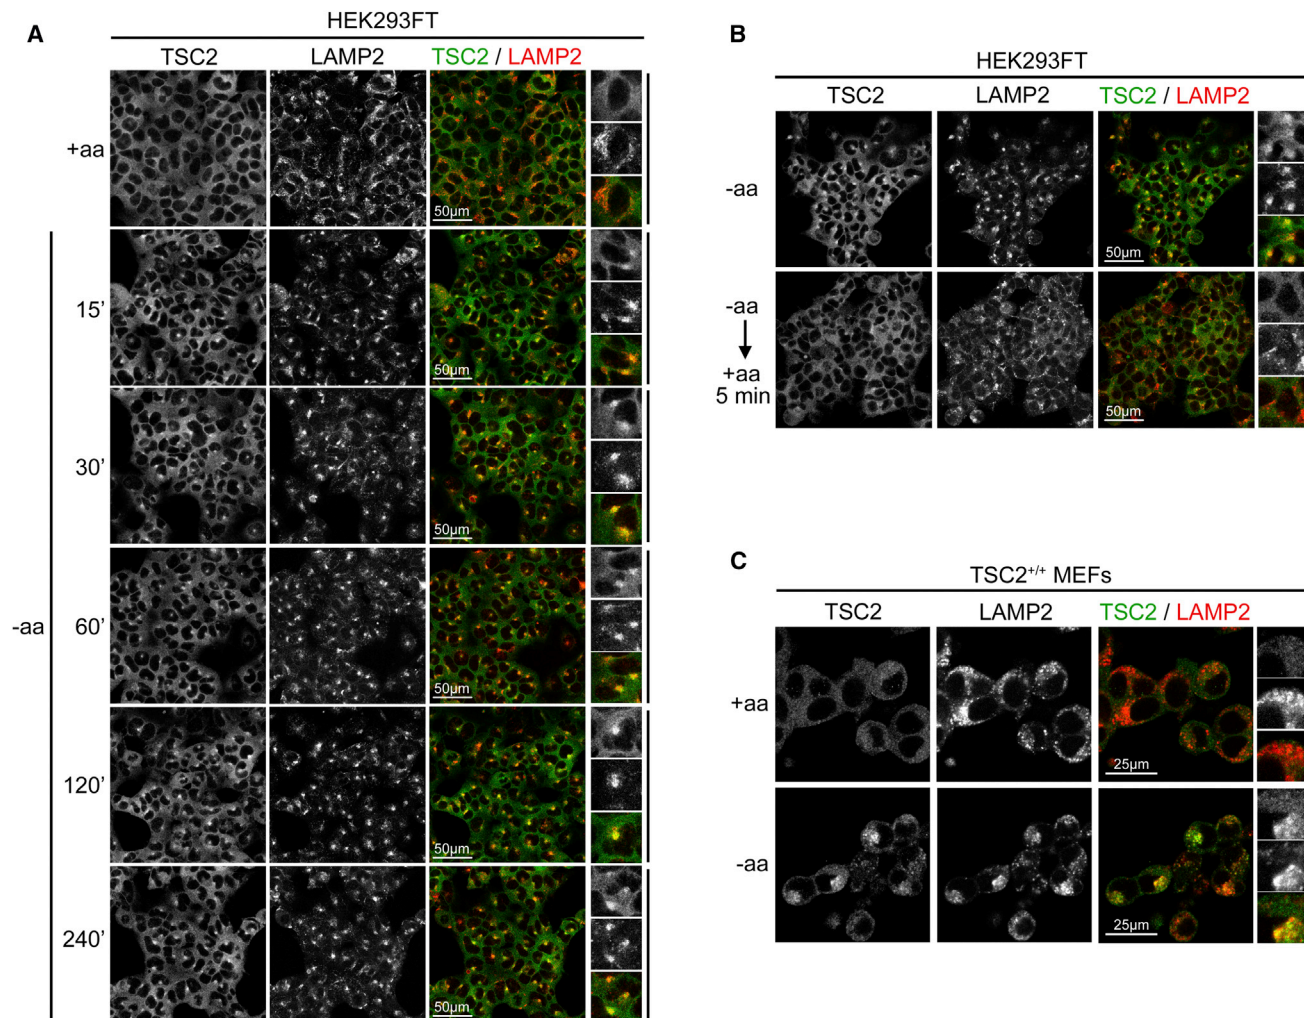 A
HEK293FT
TSC2 LAMP2 TSC2 / LAMP2
+aa
50µm
-aa
15’
50µm
30’
50µm
60’
50µm
120’
50µm
240’
50µm
B
HEK293FT
TSC2 LAMP2 TSC2 / LAMP2
-aa
50µm
-aa
+aa
5 min
50µm
C
TSC2+/+ MEFs
TSC2 LAMP2 TSC2 / LAMP2
+aa
25µm
-aa
25µm